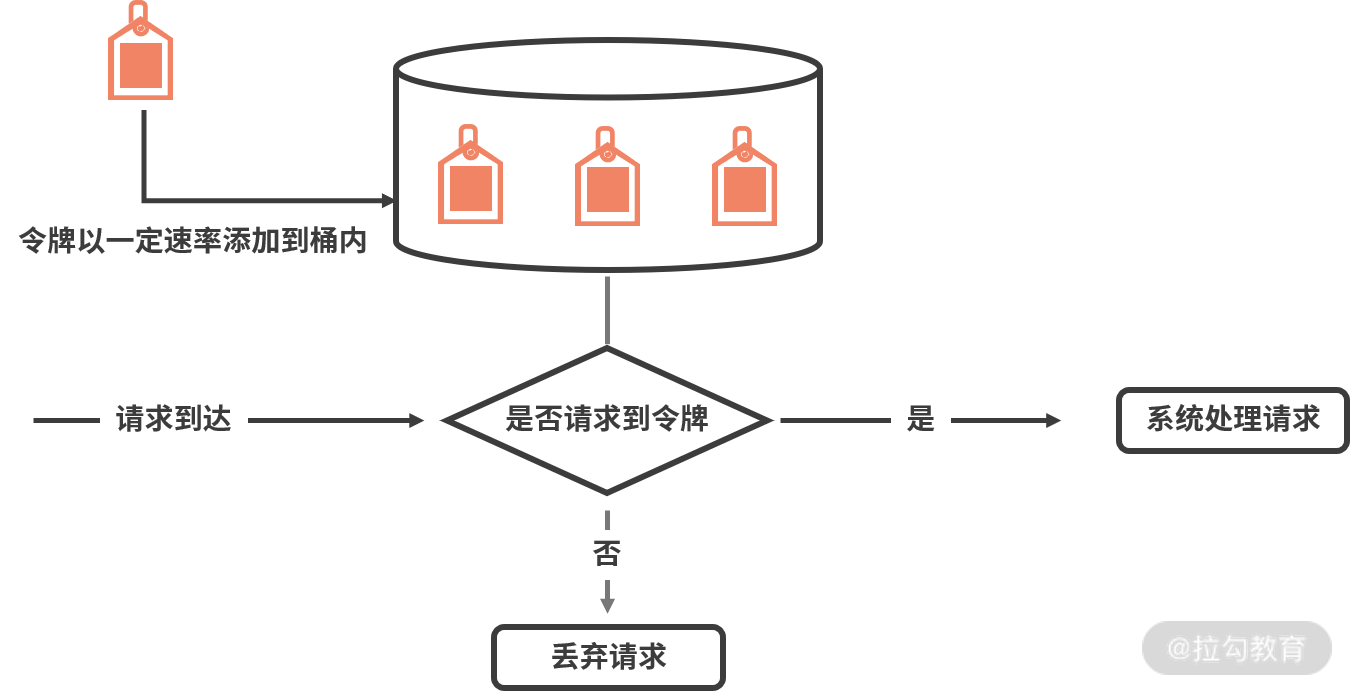 令牌以一定速率添加到桶内
请求到达
是否请求到令牌
是
系统处理请求
否
丢弃请求
@拉勾教育